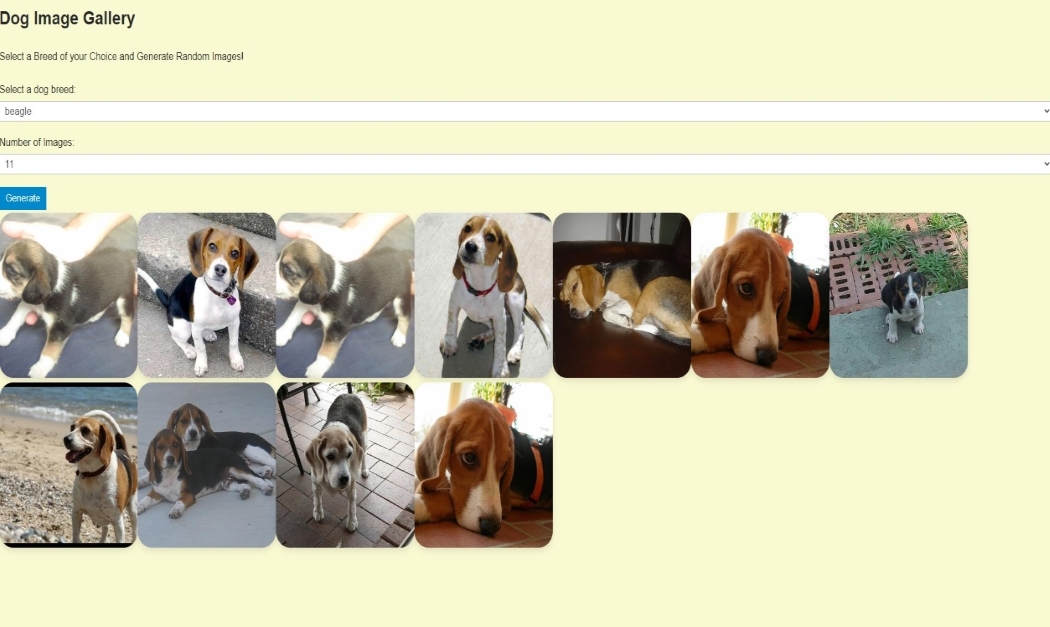 Dog Image Gallery
Select a Breed of your Choice and Generate Random Images!
Select a dog breed:
beagle
Number of Images:
11
Generate